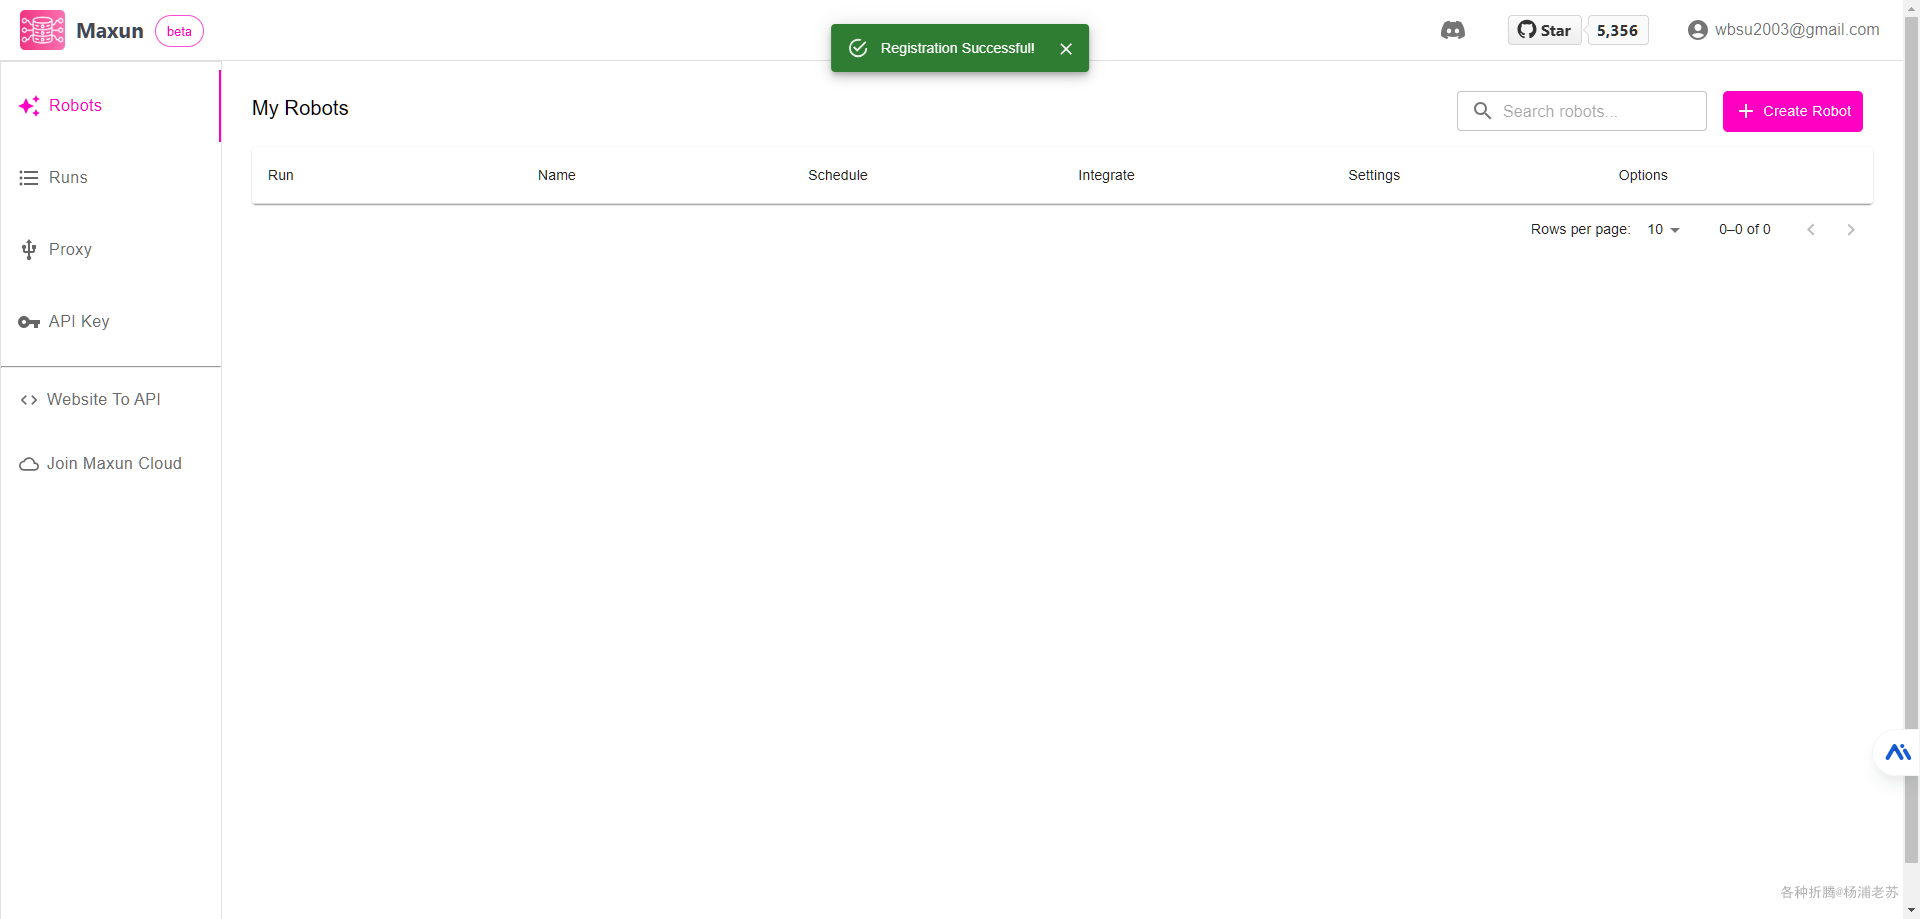 Maxun beta
Registration Successful!
Star 5,356
wbsu2003@gmail.com
Robots
Runs
Proxy
API Key
Website To API
Join Maxun Cloud
My Robots
Search robots...
Create Robot
Run Name Schedule Integrate Settings Options
Rows per page: 10 0–0 of 0
各种折腾@杨浦老苏